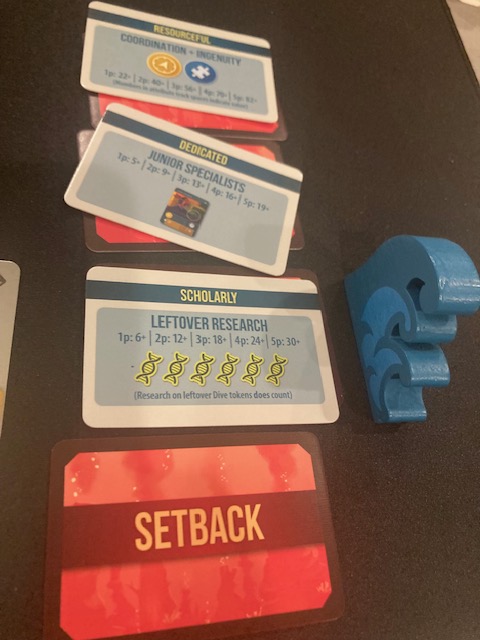 RESOURCEFUL
COORDINATION + INGENUITY
1p: 22+ | 2p: 40+ | 3p: 56+ | 4p: 70+ | 5p: 82+
DEDICATED
JUNIOR SPECIALISTS
1p: 5+ | 2p: 9+ | 3p: 13+ | 4p: 16+ | 5p: 19+
SCHOLARLY
LEFTOVER RESEARCH
1p: 6+ | 2p: 12+ | 3p: 18+ | 4p: 24+ | 5p: 30+
(Research on leftover Dive tokens does count)
SETBACK